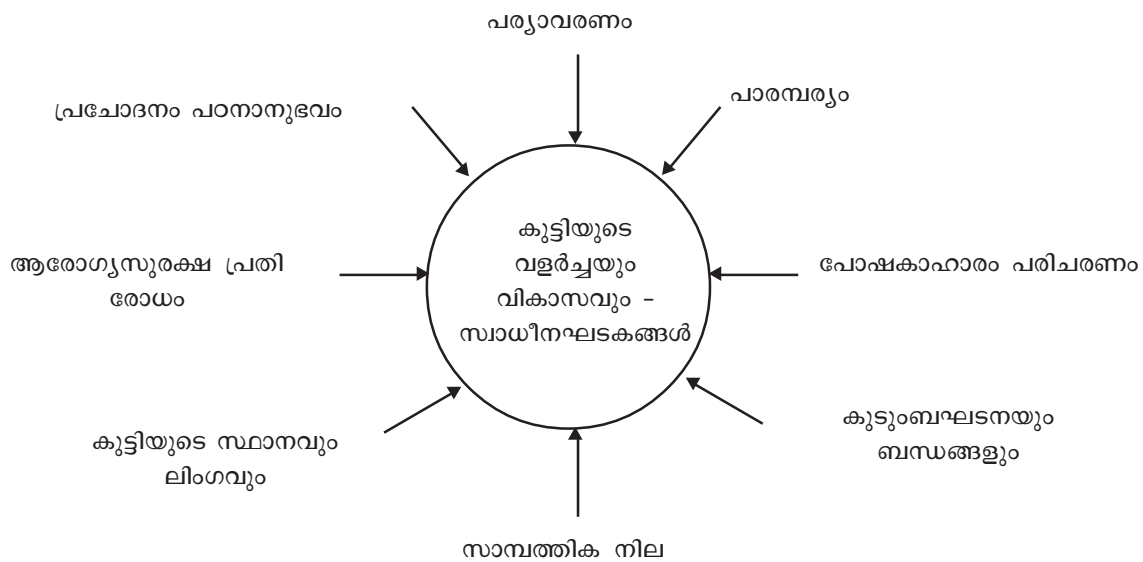 പര്യാവരണം
പ്രചോദനം പഠനാനുഭവം
പാരമ്പര്യം
കുട്ടിയുടെ
വളർച്ചയും
വികാസവും –
സ്വാധീനഘടകങ്ങൾ
ആരോഗ്യസുരക്ഷ പ്രതി
രോധം
പോഷകാഹാരം പരിചരണം
കുട്ടിയുടെ സ്ഥാനവും
ലിംഗവും
കുടുംബഘടനയും
ബന്ധങ്ങളും
സാമ്പത്തിക നില